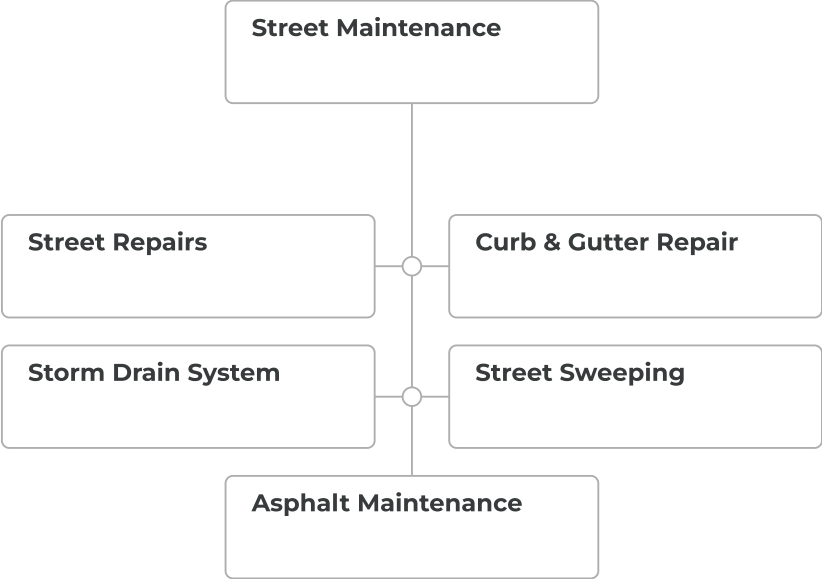 Street Maintenance
Street Repairs
Curb & Gutter Repair
Storm Drain System
Street Sweeping
Asphalt Maintenance